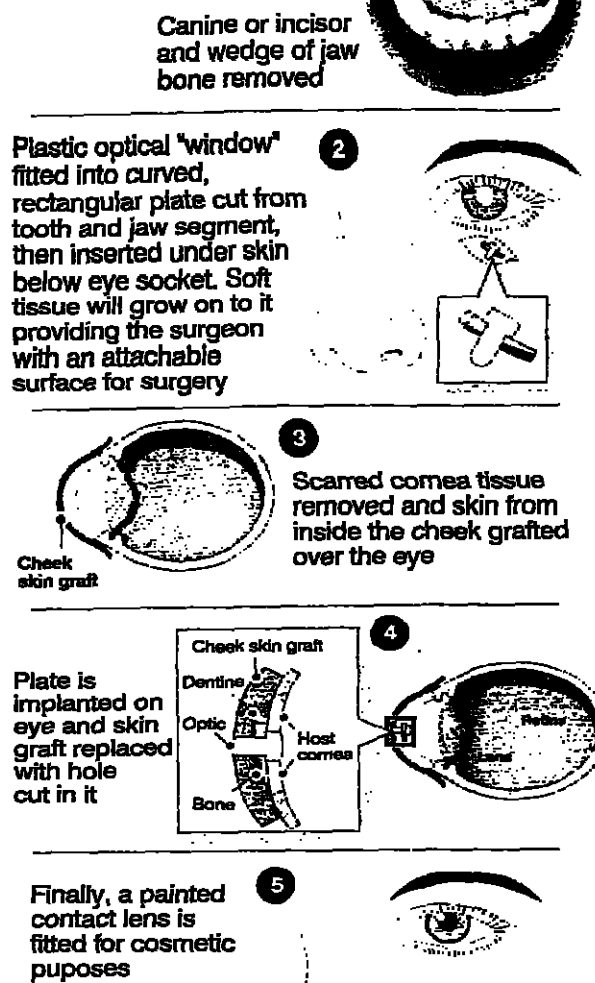 Canine or incisor
and wedge of jaw
bone removed
2
Plastic optical "window"
fitted into curved,
rectangular plate cut from
tooth and jaw segment,
then inserted under skin
below eye socket. Soft
tissue will grow on to it
providing the surgeon
with an attachable
surface for surgery
3
Scarred cornea tissue
removed and skin from
inside the cheek grafted
over the eye
Cheek
skin graft
4
Plate is
implanted on
eye and skin
graft replaced
with hole
cut in it
Cheek skin graft
Dentine
Optic
Host
cornea
Bone
Retina
Lens
5
Finally, a painted
contact lens is
fitted for cosmetic
puposes